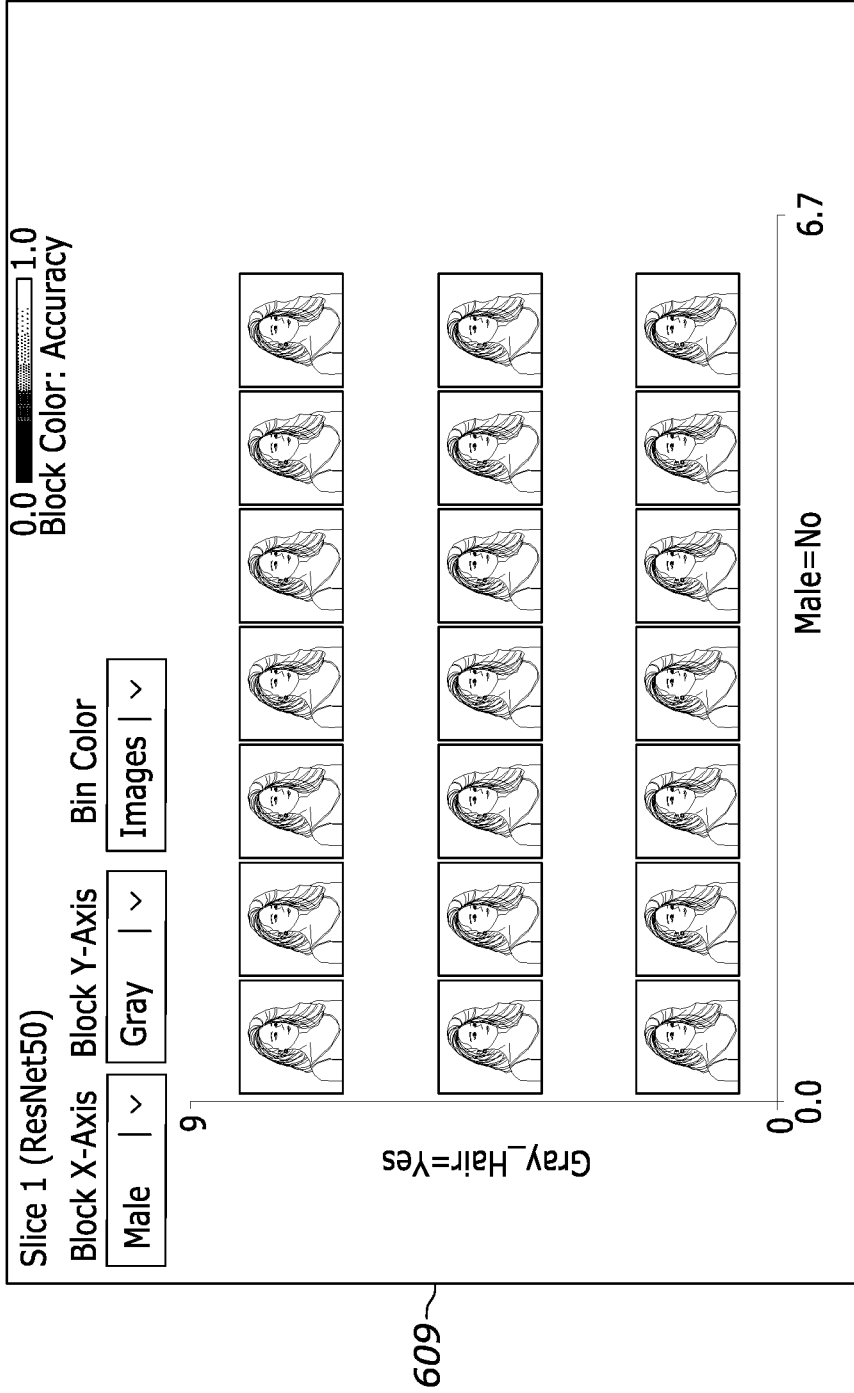 Slice 1 (ResNet50)
0.0 1.0
Block Color: Accuracy
Block X-Axis Block Y-Axis Bin Color
Male Gray Images
9
Gray_Hair=Yes
0
0.0 6.7
Male=No
609